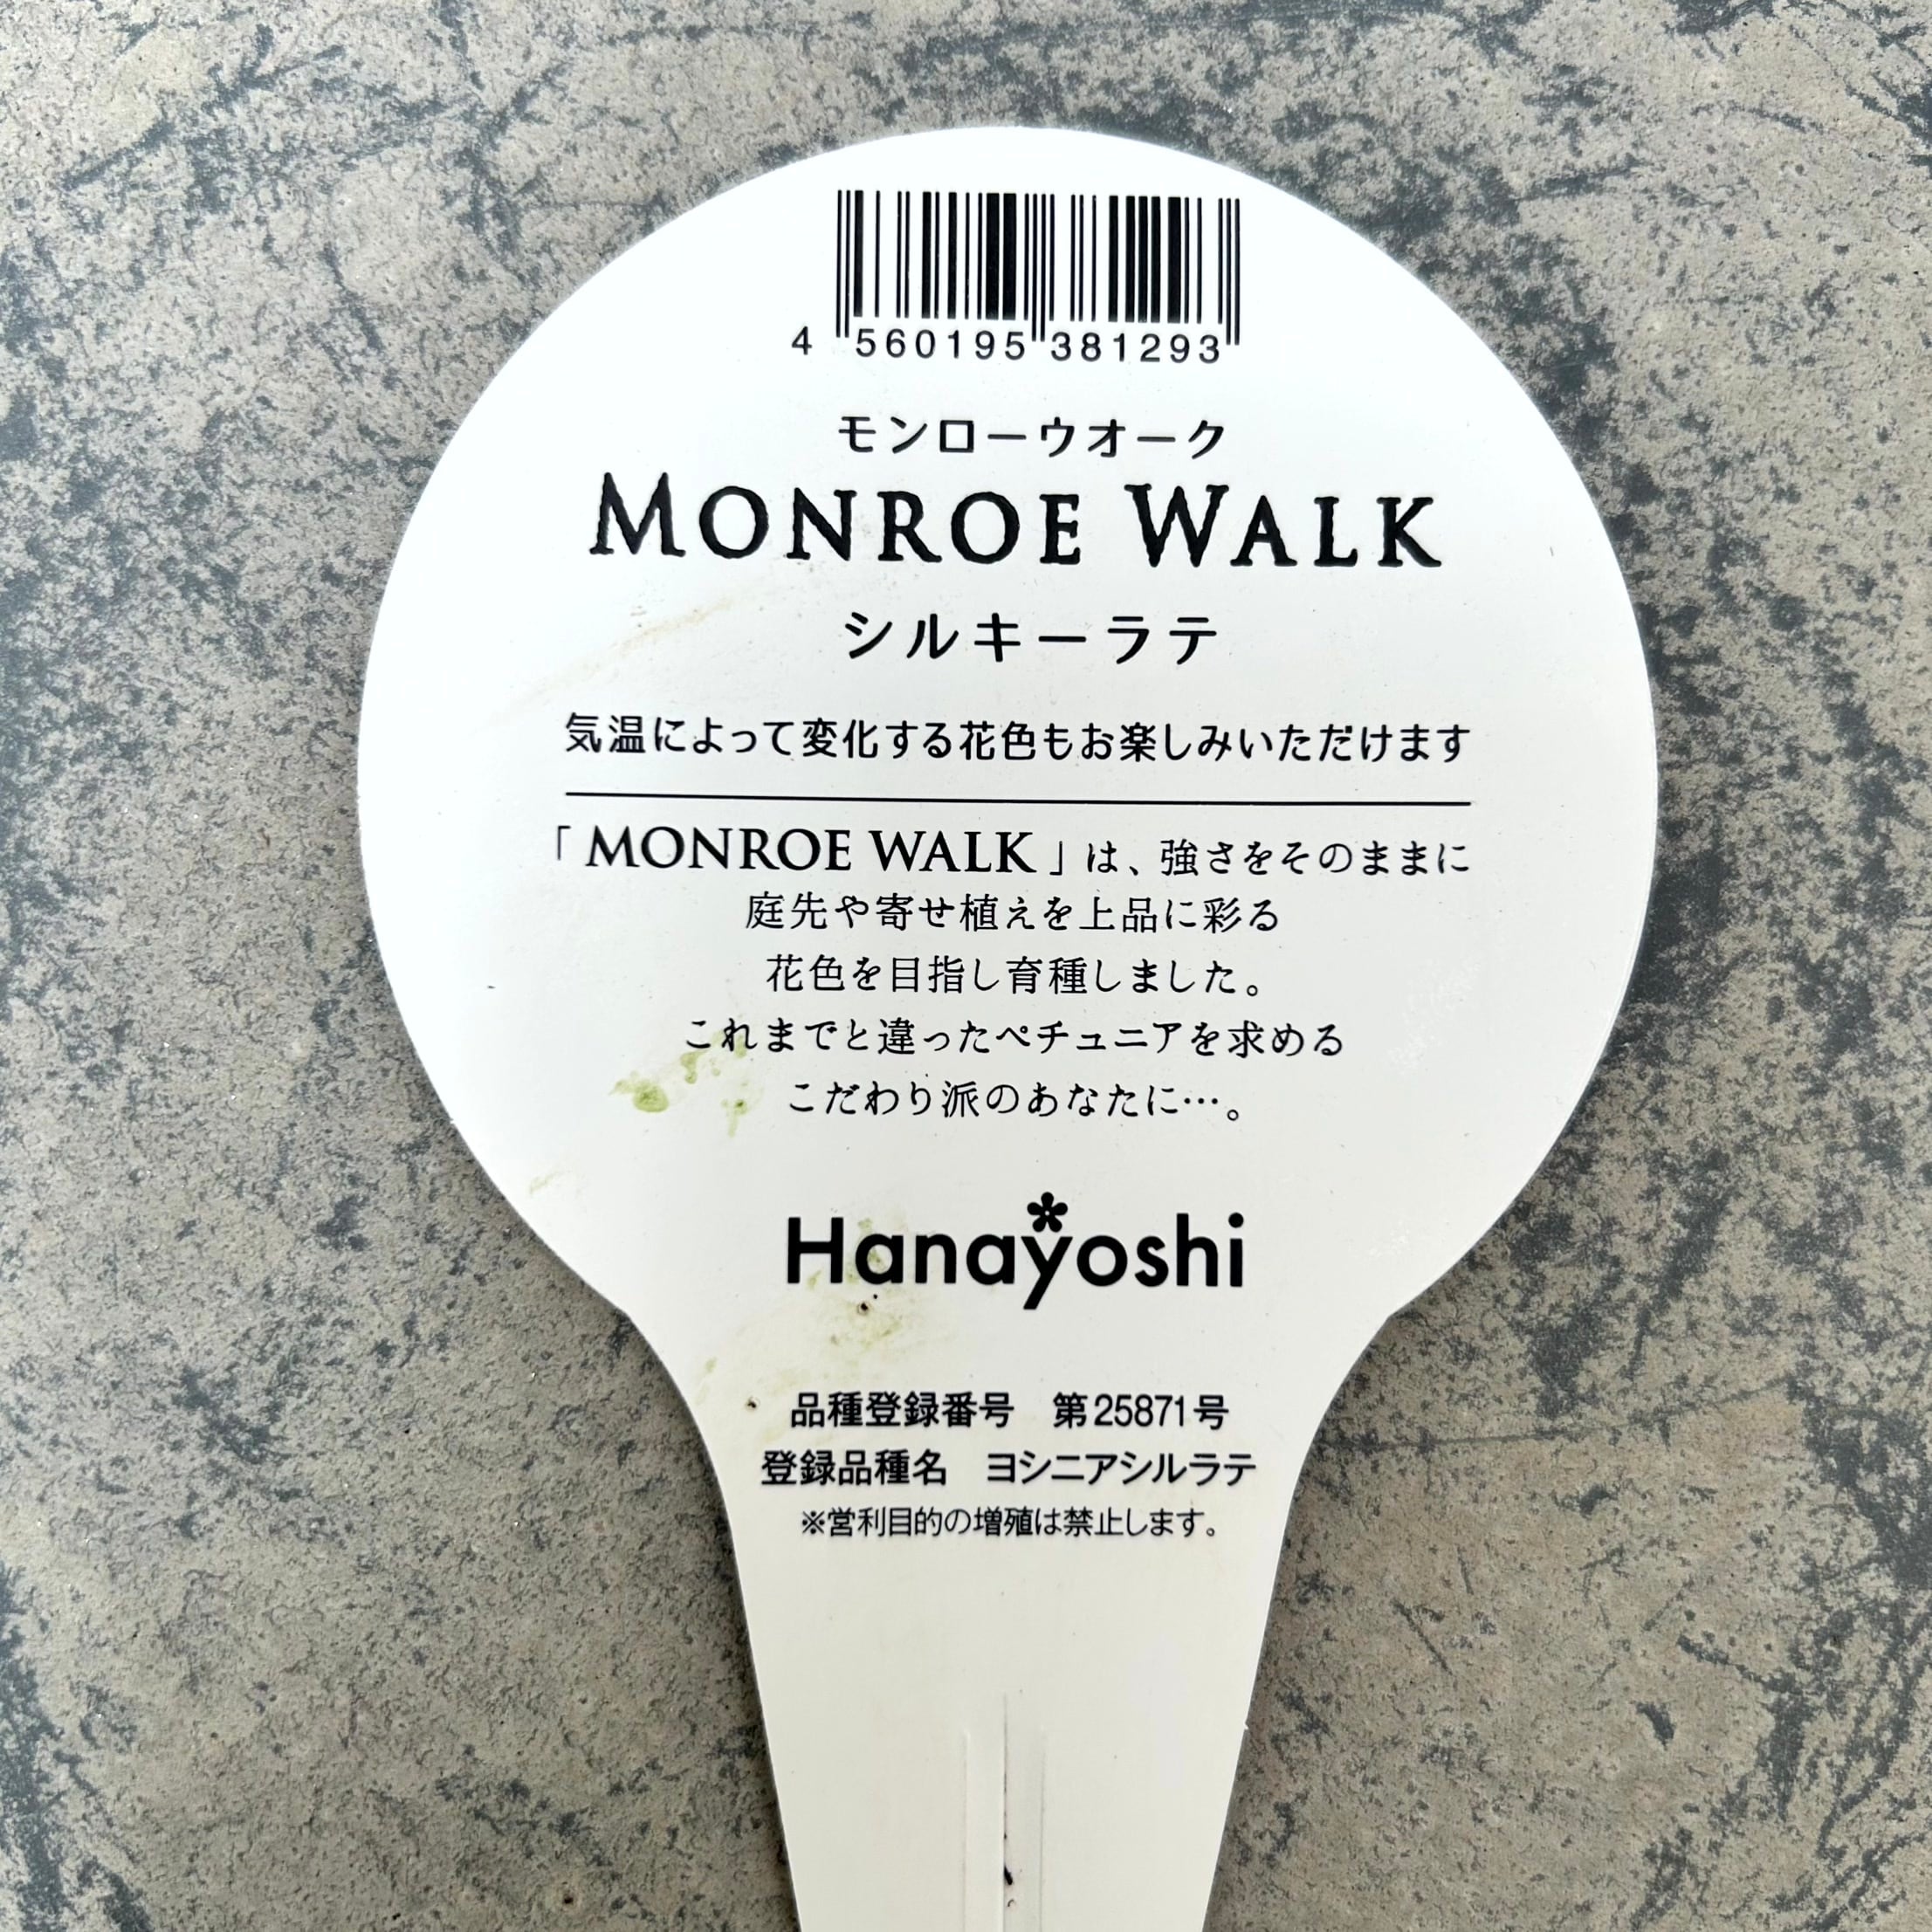 4 560195 381293
モンローウオーク
MONROE WALK
シルキーラテ
気温によって変化する花色もお楽しみいただけます
「MONROE WALK」は、強さをそのままに
庭先や寄せ植えを上品に彩る
花色を目指し育種しました。
これまでと違ったペチュニアを求める
こだわり派のあなたに…。
Hanayoshi
品種登録番号　第25871号
登録品種名　ヨシニアシルラテ
※営利目的の増殖は禁止します。